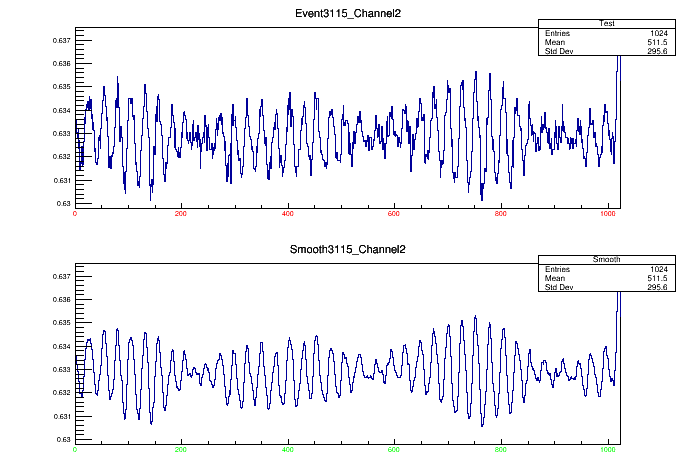 Event3115_Channel2
Test
Entries 1024
Mean 511.5
Std Dev 295.6
0.637
0.636
0.635
0.634
0.633
0.632
0.631
0.63
0 200 400 600 800 1000
Smooth3115_Channel2
Smooth
Entries 1024
Mean 511.5
Std Dev 295.6
0.637
0.636
0.635
0.634
0.633
0.632
0.631
0.63
0 200 400 600 800 1000